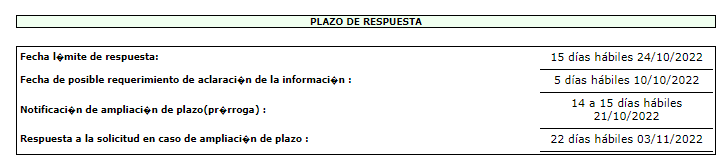 PLAZO DE RESPUESTA
Fecha l�mite de respuesta: 15 días hábiles 24/10/2022
Fecha de posible requerimiento de aclaraci�n de la informaci�n : 5 días hábiles 10/10/2022
Notificaci�n de ampliaci�n de plazo(pr�rroga) : 14 a 15 días hábiles
21/10/2022
Respuesta a la solicitud en caso de ampliaci�n de plazo : 22 días hábiles 03/11/2022